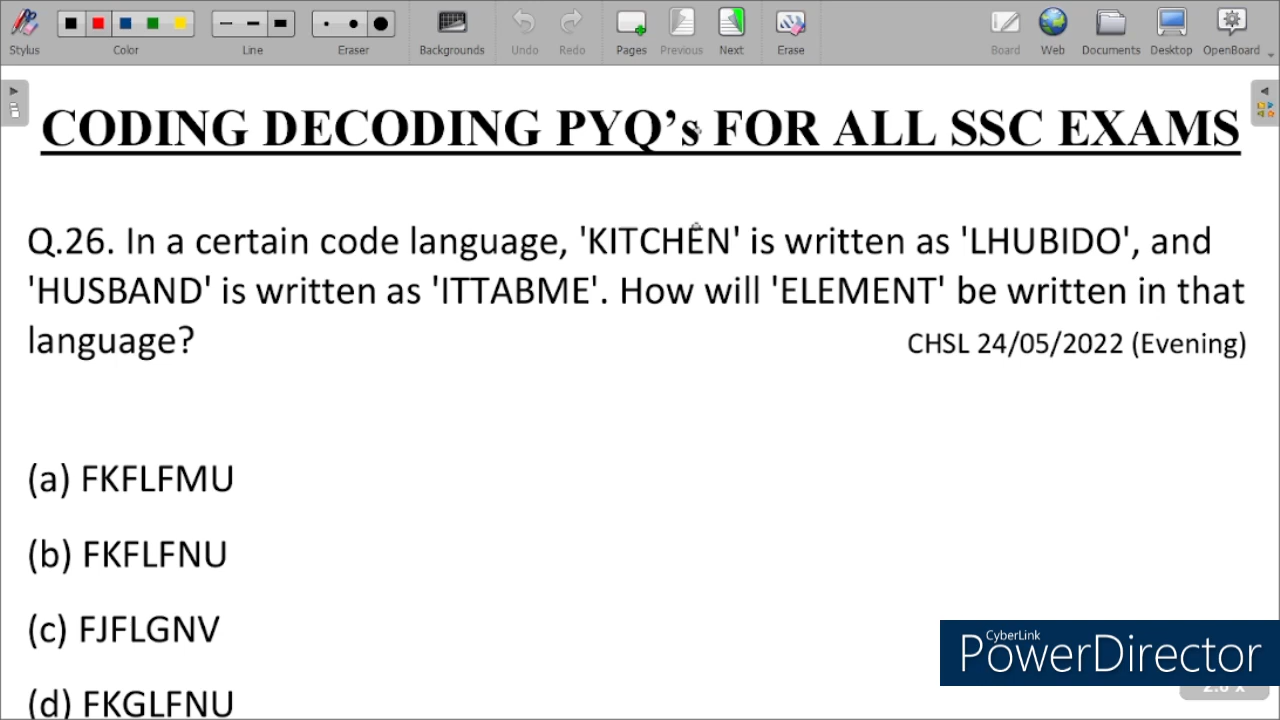 Stylus Color Line Eraser Backgrounds Undo Redo Pages Previous Next Erase Board Web Documents Desktop OpenBoard
CODING DECODING PYQ’s FOR ALL SSC EXAMS
Q.26. In a certain code language, 'KITCHEN' is written as 'LHUBIDO', and
'HUSBAND' is written as 'ITTABME'. How will 'ELEMENT' be written in that
language? CHSL 24/05/2022 (Evening)
(a) FKFLFMU
(b) FKFLFNU
(c) FJFLGNV
(d) FKGLFNU
CyberLink
PowerDirector